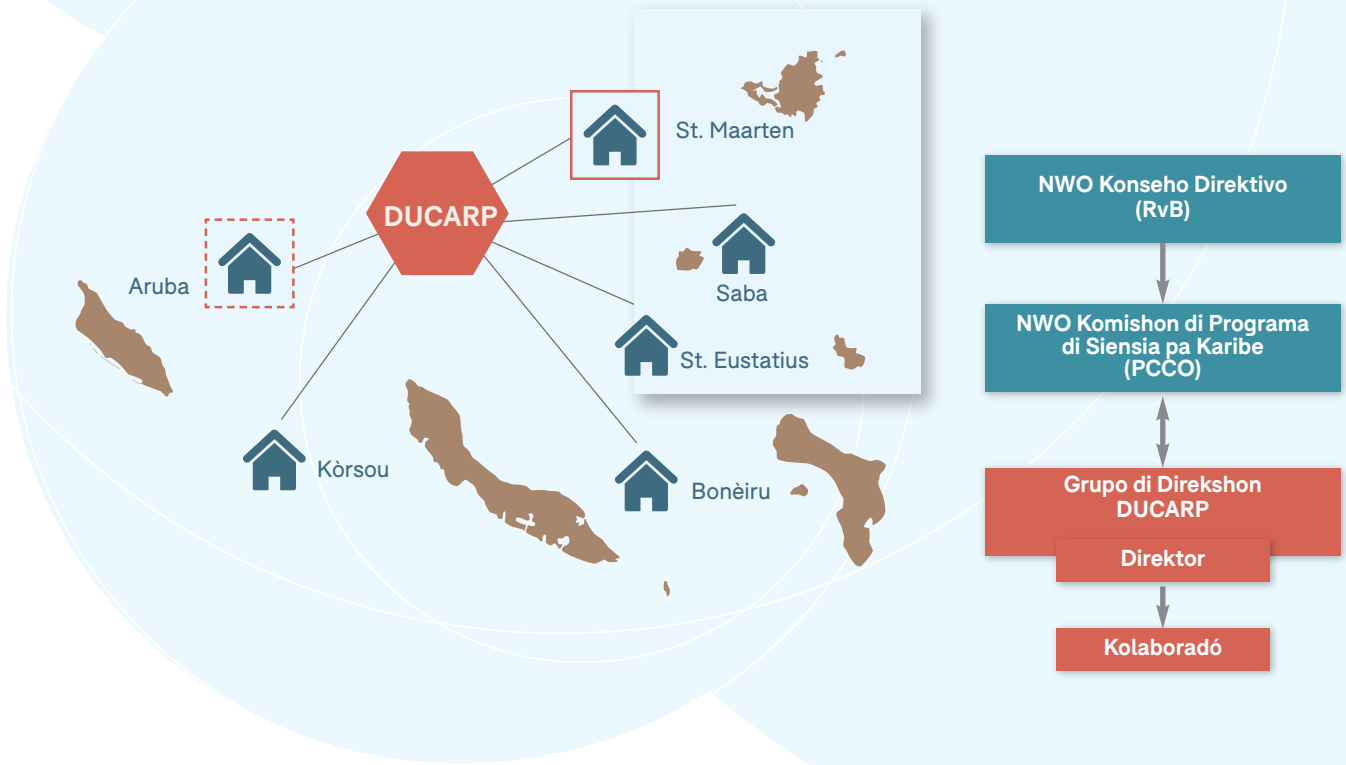 St. Maarten
DUCARP
Aruba
Saba
St. Eustatius
Kòrsou
Bonèiru
NWO Konseho Direktivo
(RvB)
NWO Komishon di Programa
di Siensia pa Karibe
(PCCO)
Grupo di Direkshon
DUCARP
Direktor
Kolaboradó